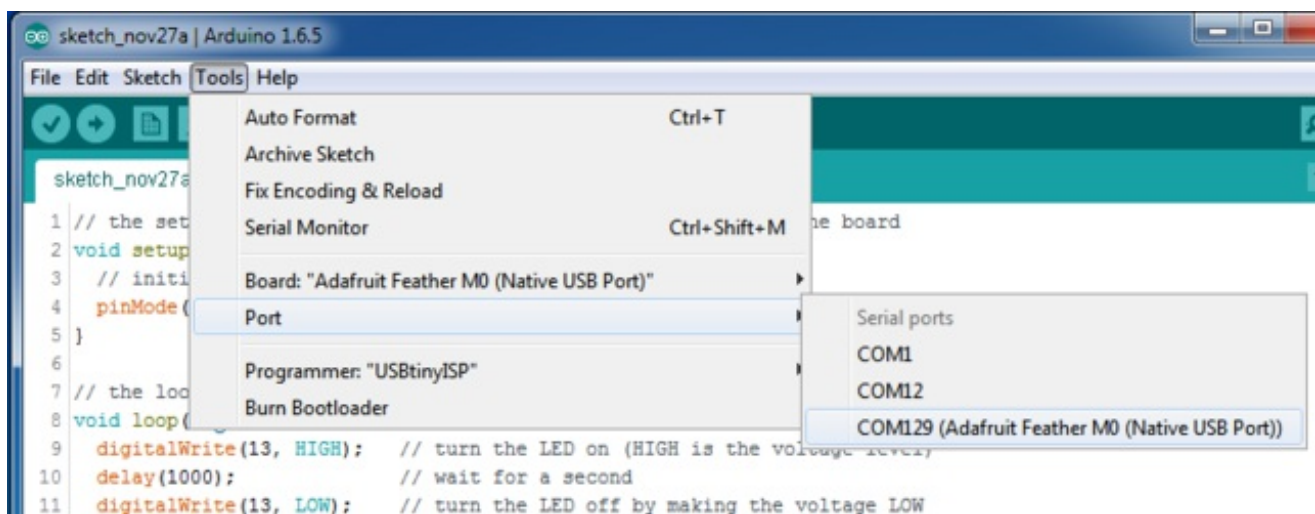 sketch_nov27a | Arduino 1.6.5
File Edit Sketch Tools Help
Auto Format Ctrl+T
Archive Sketch
Fix Encoding & Reload
Serial Monitor Ctrl+Shift+M
Board: "Adafruit Feather M0 (Native USB Port)"
Port
Programmer: "USBtinyISP"
Burn Bootloader
Serial ports
COM1
COM12
COM129 (Adafruit Feather M0 (Native USB Port))
sketch_nov27a
1 // the set board
2 void setup
3 // initi
4 pinMode(
5 }
6
7 // the loo
8 void loop(
9 digitalWrite(13, HIGH); // turn the LED on (HIGH is the voltage level)
10 delay(1000); // wait for a second
11 digitalWrite(13, LOW); // turn the LED off by making the voltage LOW